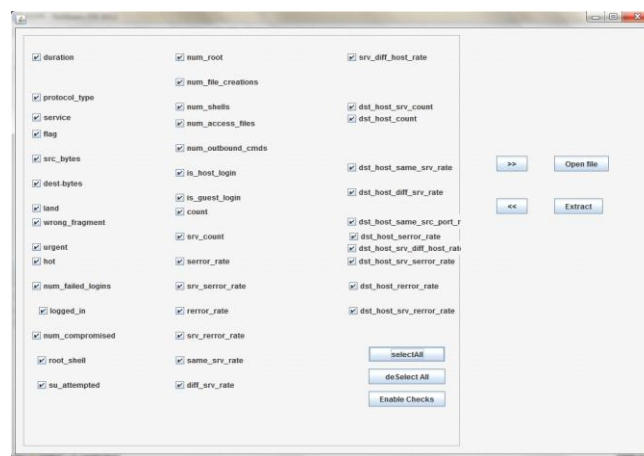 duration
protocol_type
service
flag
src_bytes
dest-bytes
land
wrong_fragment
urgent
hot
num_failed_logins
logged_in
num_compromised
root_shell
su_attempted
num_root
num_file_creations
num_shells
num_access_files
num_outbound_cmds
is_host_login
is_guest_login
count
srv_count
serror_rate
srv_serror_rate
rerror_rate
srv_rerror_rate
same_srv_rate
diff_srv_rate
srv_diff_host_rate
dst_host_srv_count
dst_host_count
dst_host_same_srv_rate
dst_host_diff_srv_rate
dst_host_same_src_port_r
dst_host_serror_rate
dst_host_srv_diff_host_rate
dst_host_srv_serror_rate
dst_host_rerror_rate
dst_host_srv_rerror_rate
selectAll
deSelect All
Enable Checks
>> Open file
<< Extract